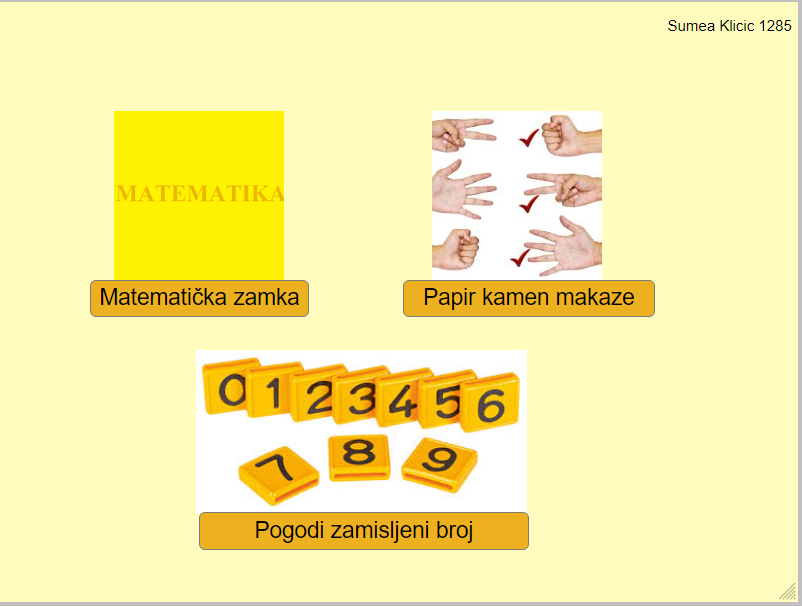 Sumea Klicic 1285
MATEMATIKA
Matematička zamka
Papir kamen makaze
0 1 2 3 4 5 6
7 8 9
Pogodi zamisljeni broj